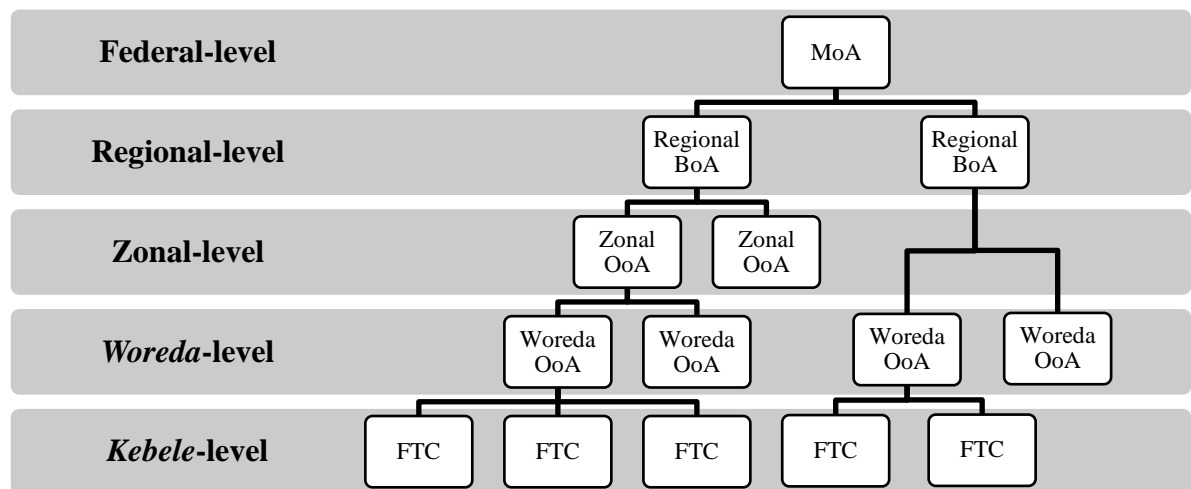 Federal-level
MoA
Regional-level
Regional
BoA
Regional
BoA
Zonal-level
Zonal
OoA
Zonal
OoA
Woreda-level
Woreda
OoA
Woreda
OoA
Woreda
OoA
Woreda
OoA
Kebele-level
FTC
FTC
FTC
FTC
FTC